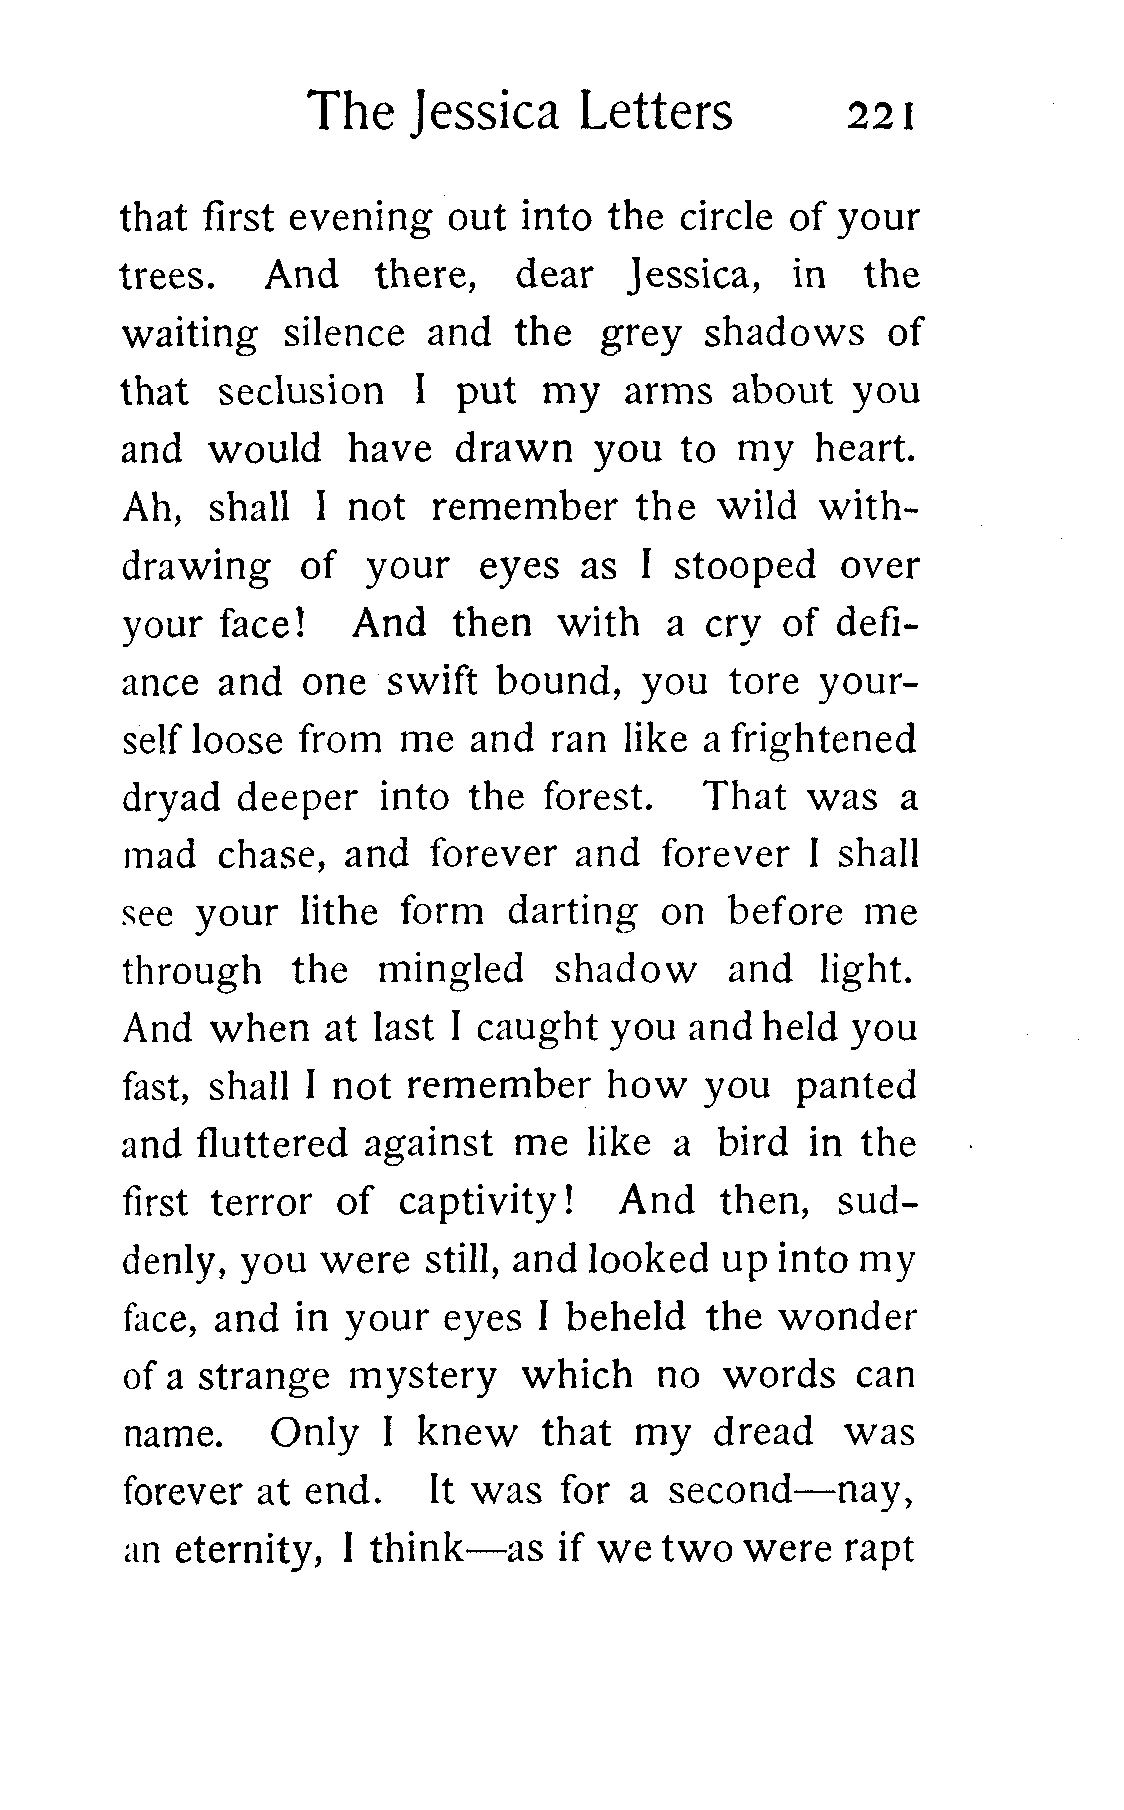 The Jessica Letters 221
that first evening out into the circle of your
trees. And there, dear Jessica, in the
waiting silence and the grey shadows of
that seclusion I put my arms about you
and would have drawn you to my heart.
Ah, shall I not remember the wild with-
drawing of your eyes as I stooped over
your face! And then with a cry of defi-
ance and one swift bound, you tore your-
self loose from me and ran like a frightened
dryad deeper into the forest. That was a
mad chase, and forever and forever I shall
see your lithe form darting on before me
through the mingled shadow and light.
And when at last I caught you and held you
fast, shall I not remember how you panted
and fluttered against me like a bird in the
first terror of captivity! And then, sud-
denly, you were still, and looked up into my
face, and in your eyes I beheld the wonder
of a strange mystery which no words can
name. Only I knew that my dread was
forever at end. It was for a second—nay,
an eternity, I think—as if we two were rapt